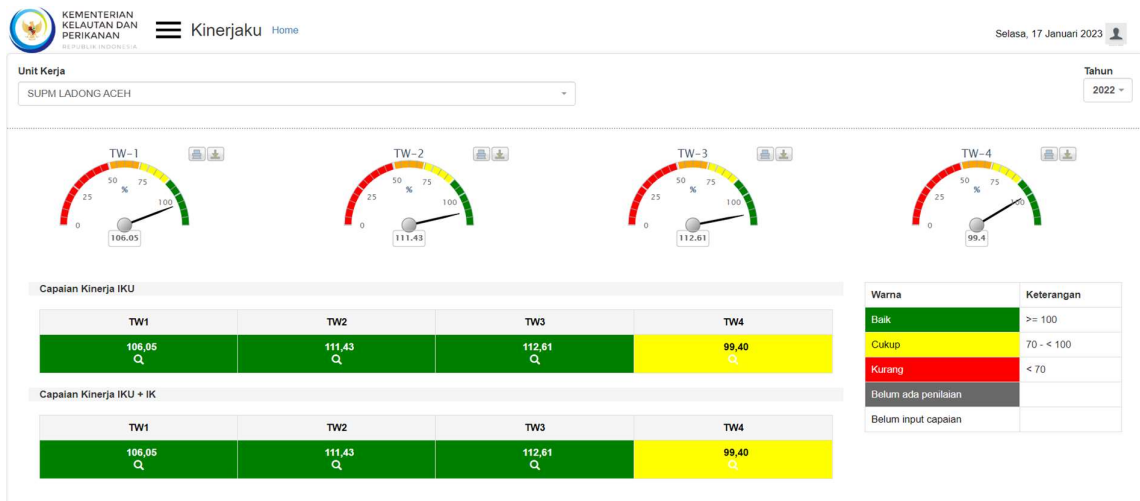 KEMENTERIAN
KELAUTAN DAN
PERIKANAN
REPUBLIK INDONESIA
Kinerjaku Home
Selasa, 17 Januari 2023
Unit Kerja
Tahun
SUPM LADONG ACEH
2022
TW-1
0 25 50 75 100
%
106.05
TW-2
0 25 50 75 100
%
111.43
TW-3
0 25 50 75 100
%
112.61
TW-4
0 25 50 75 100
%
99.4
Capaian Kinerja IKU
TW1 TW2 TW3 TW4
106,05 111,43 112,61 99,40
Capaian Kinerja IKU + IK
TW1 TW2 TW3 TW4
106,05 111,43 112,61 99,40
Warna Keterangan
Baik >= 100
Cukup 70 - < 100
Kurang < 70
Belum ada penilaian
Belum input capaian